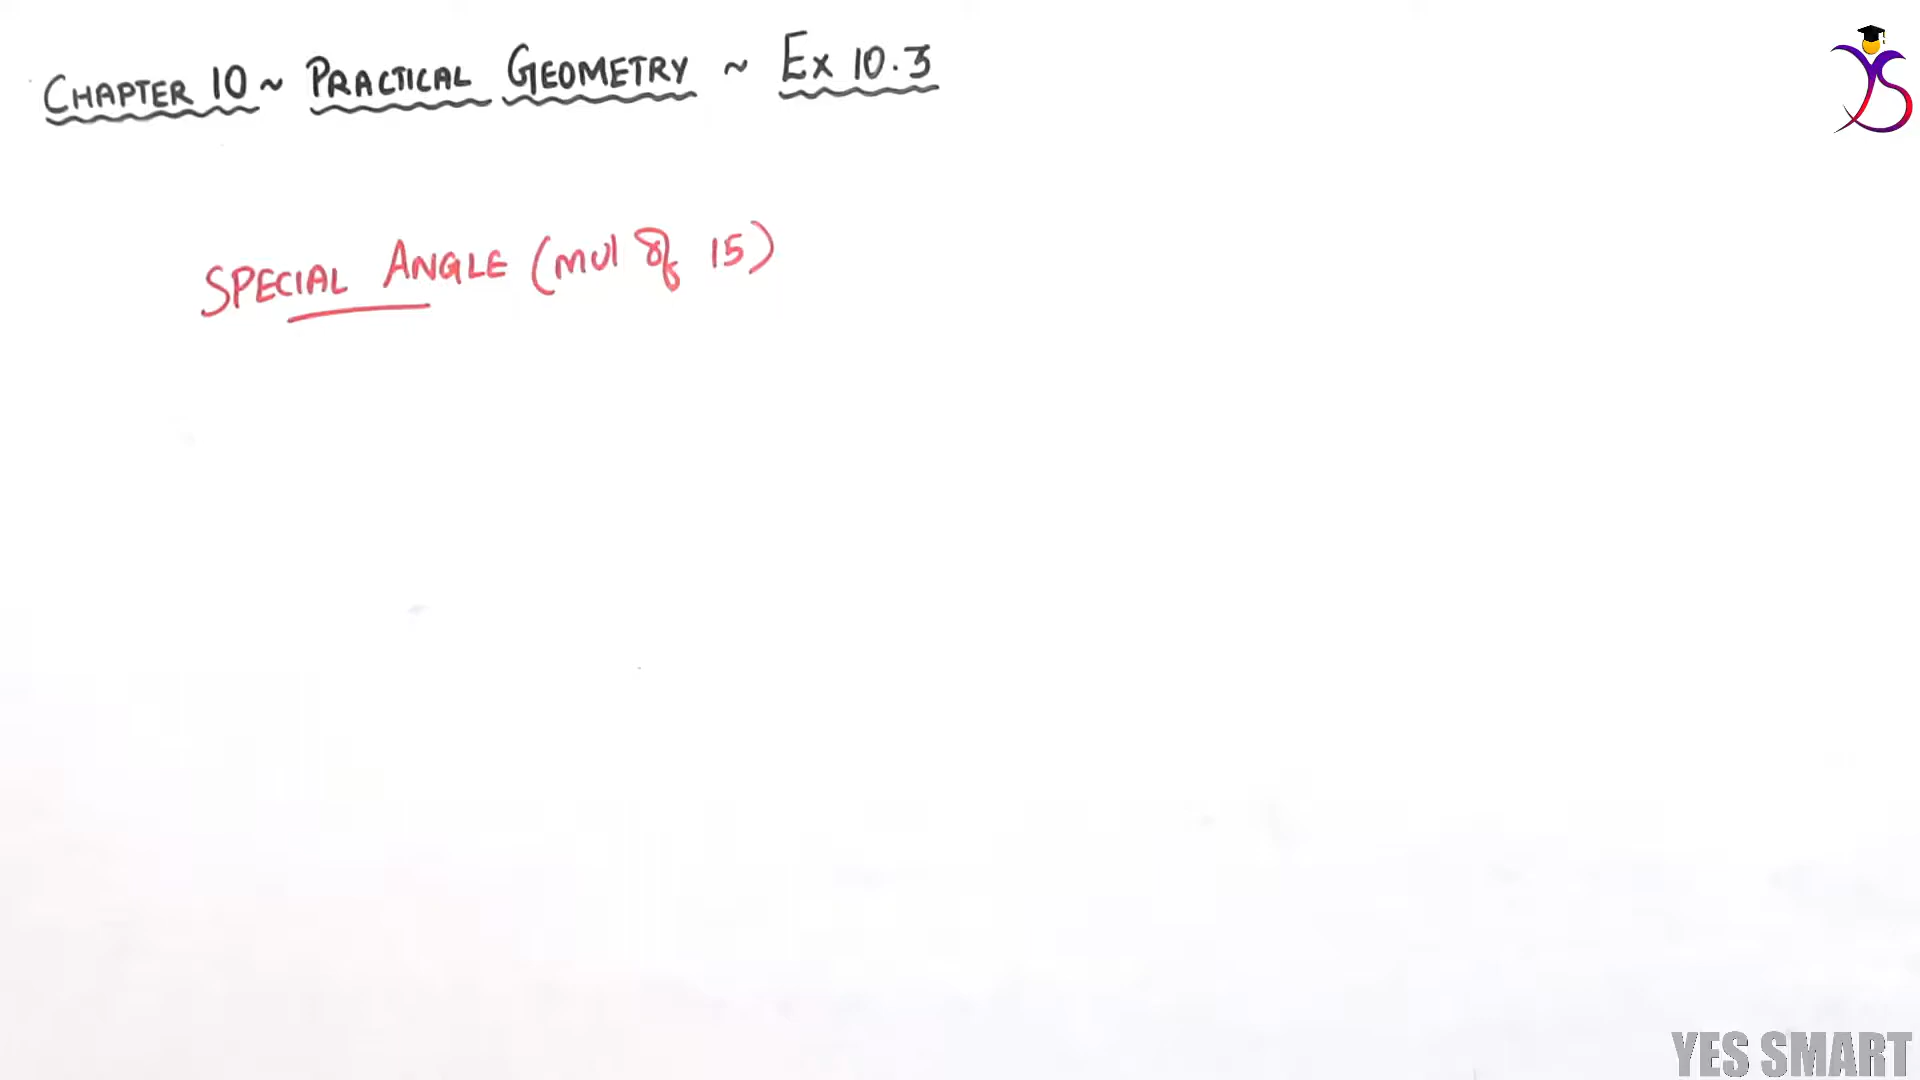 CHAPTER 10 ~ PRACTICAL GEOMETRY ~ Ex 10.3
SPECIAL ANGLE (mul of 15)
YES SMART